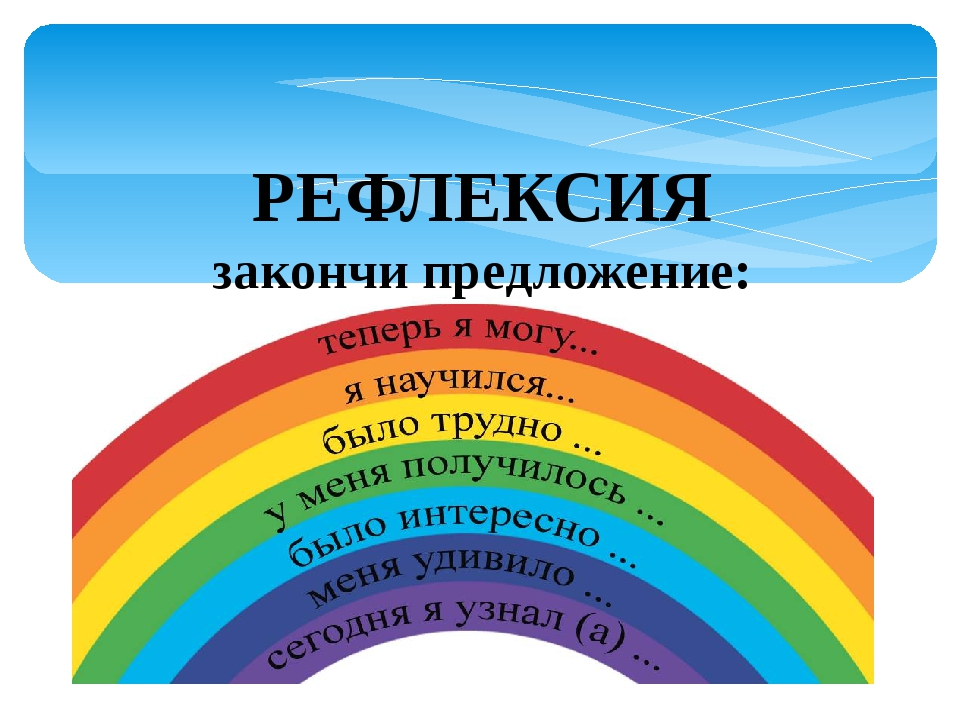 РЕФЛЕКСИЯ
закончи предложение:
теперь я могу...
я научился...
было трудно ...
у меня получилось ...
было интересно ...
меня удивило ...
сегодня я узнал (а) ...